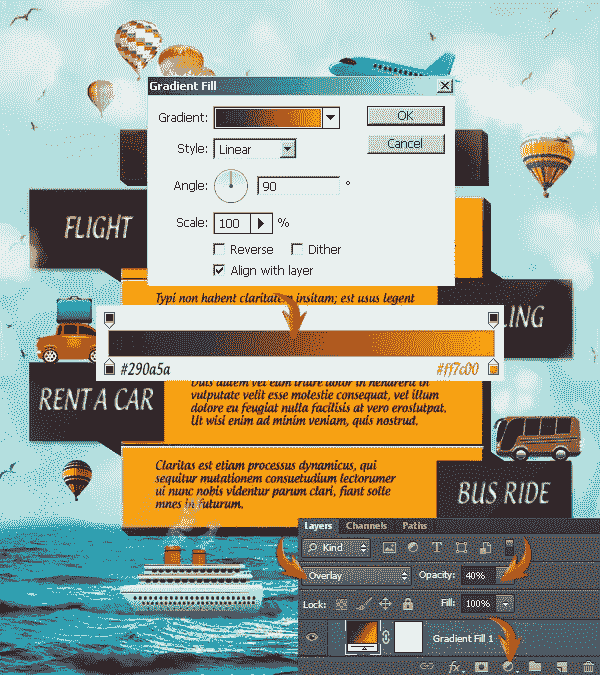 Gradient Fill
Gradient:
OK
Style: Linear
Cancel
Angle: 90 °
Scale: 100 %
Reverse Dither
Align with layer
FLIGHT
Typi non habent claritatem insitam; est usus legent
LING
#290a5a #ff7c00
Duis autem vel eum iriure dolor in hendrerit in
vulputate velit esse molestie consequat, vel illum
dolore eu feugiat nulla facilisis at vero eroslutpat.
Ut wisi enim ad minim veniam, quis nostrud.
RENT A CAR
Claritas est etiam processus dynamicus, qui
sequitur mutationem consuetudium lectorumer
ui nunc nobis videntur parum clari, fiant solle
mnes in futurum.
BUS RIDE
Layers Channels Paths
Kind
Overlay Opacity: 40%
Lock: Fill: 100%
Gradient Fill 1
fx